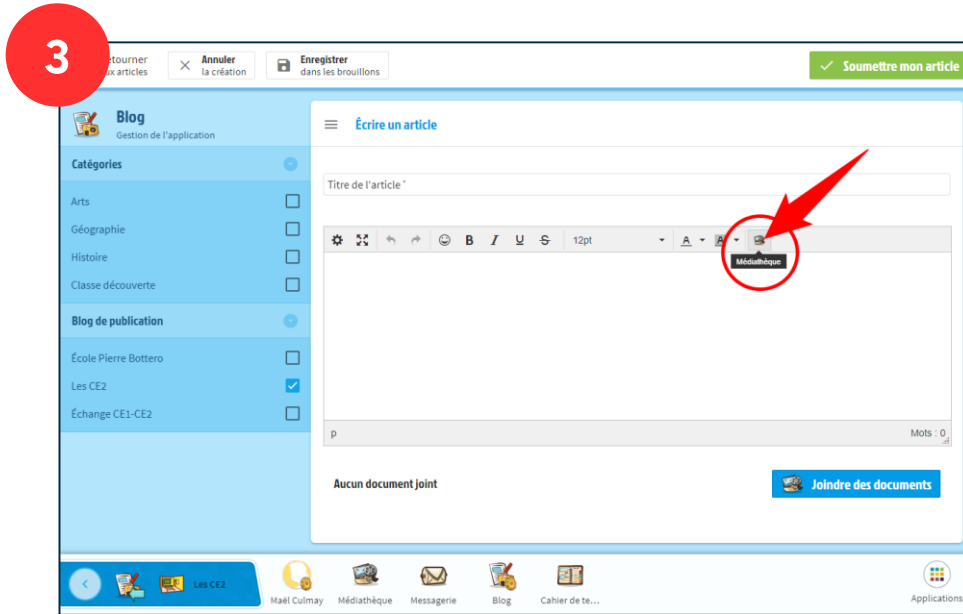 3
etourner
ux articles
Annuler
la création
Enregistrer
dans les brouillons
Soumettre mon article
Blog
Gestion de l'application
Catégories
Arts
Géographie
Histoire
Classe découverte
Blog de publication
École Pierre Bottero
Les CE2
Échange CE1-CE2
Écrire un article
Titre de l'article *
B I U S 12pt A A
Médiathèque
p
Mots : 0
Aucun document joint
Joindre des documents
Les CE2
Maël Culmay
Médiathèque
Messagerie
Blog
Cahier de te...
Applications